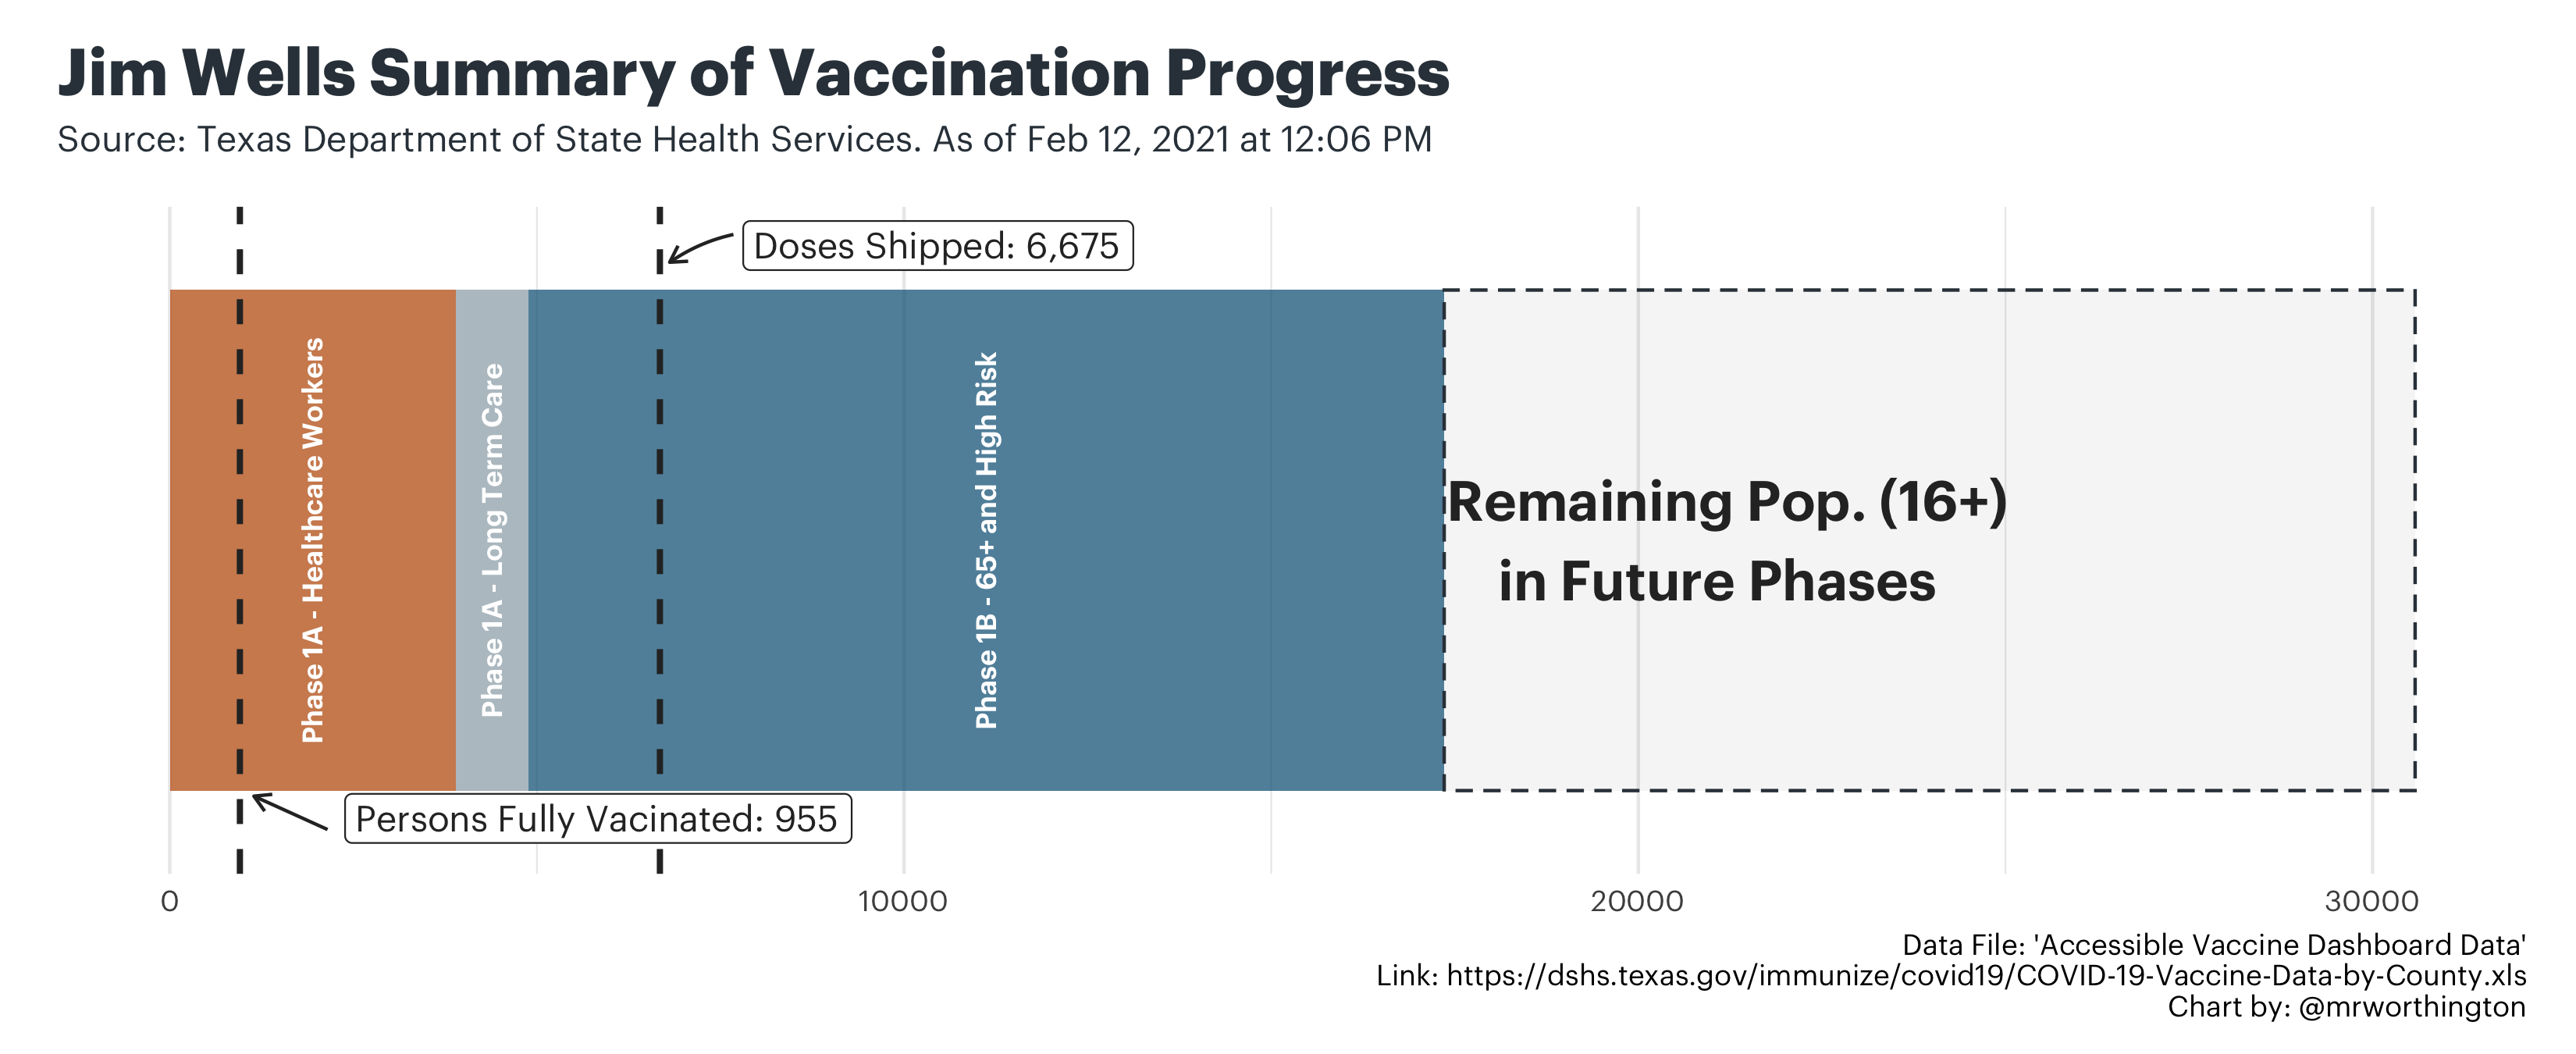 Jim Wells Summary of Vaccination Progress
Source: Texas Department of State Health Services. As of Feb 12, 2021 at 12:06 PM
Doses Shipped: 6,675
Phase 1A - Healthcare Workers
Phase 1A - Long Term Care
Phase 1B - 65+ and High Risk
Remaining Pop. (16+)
in Future Phases
Persons Fully Vacinated: 955
0
10000
20000
30000
Data File: 'Accessible Vaccine Dashboard Data'
Link: https://dshs.texas.gov/immunize/covid19/COVID-19-Vaccine-Data-by-County.xls
Chart by: @mrworthington